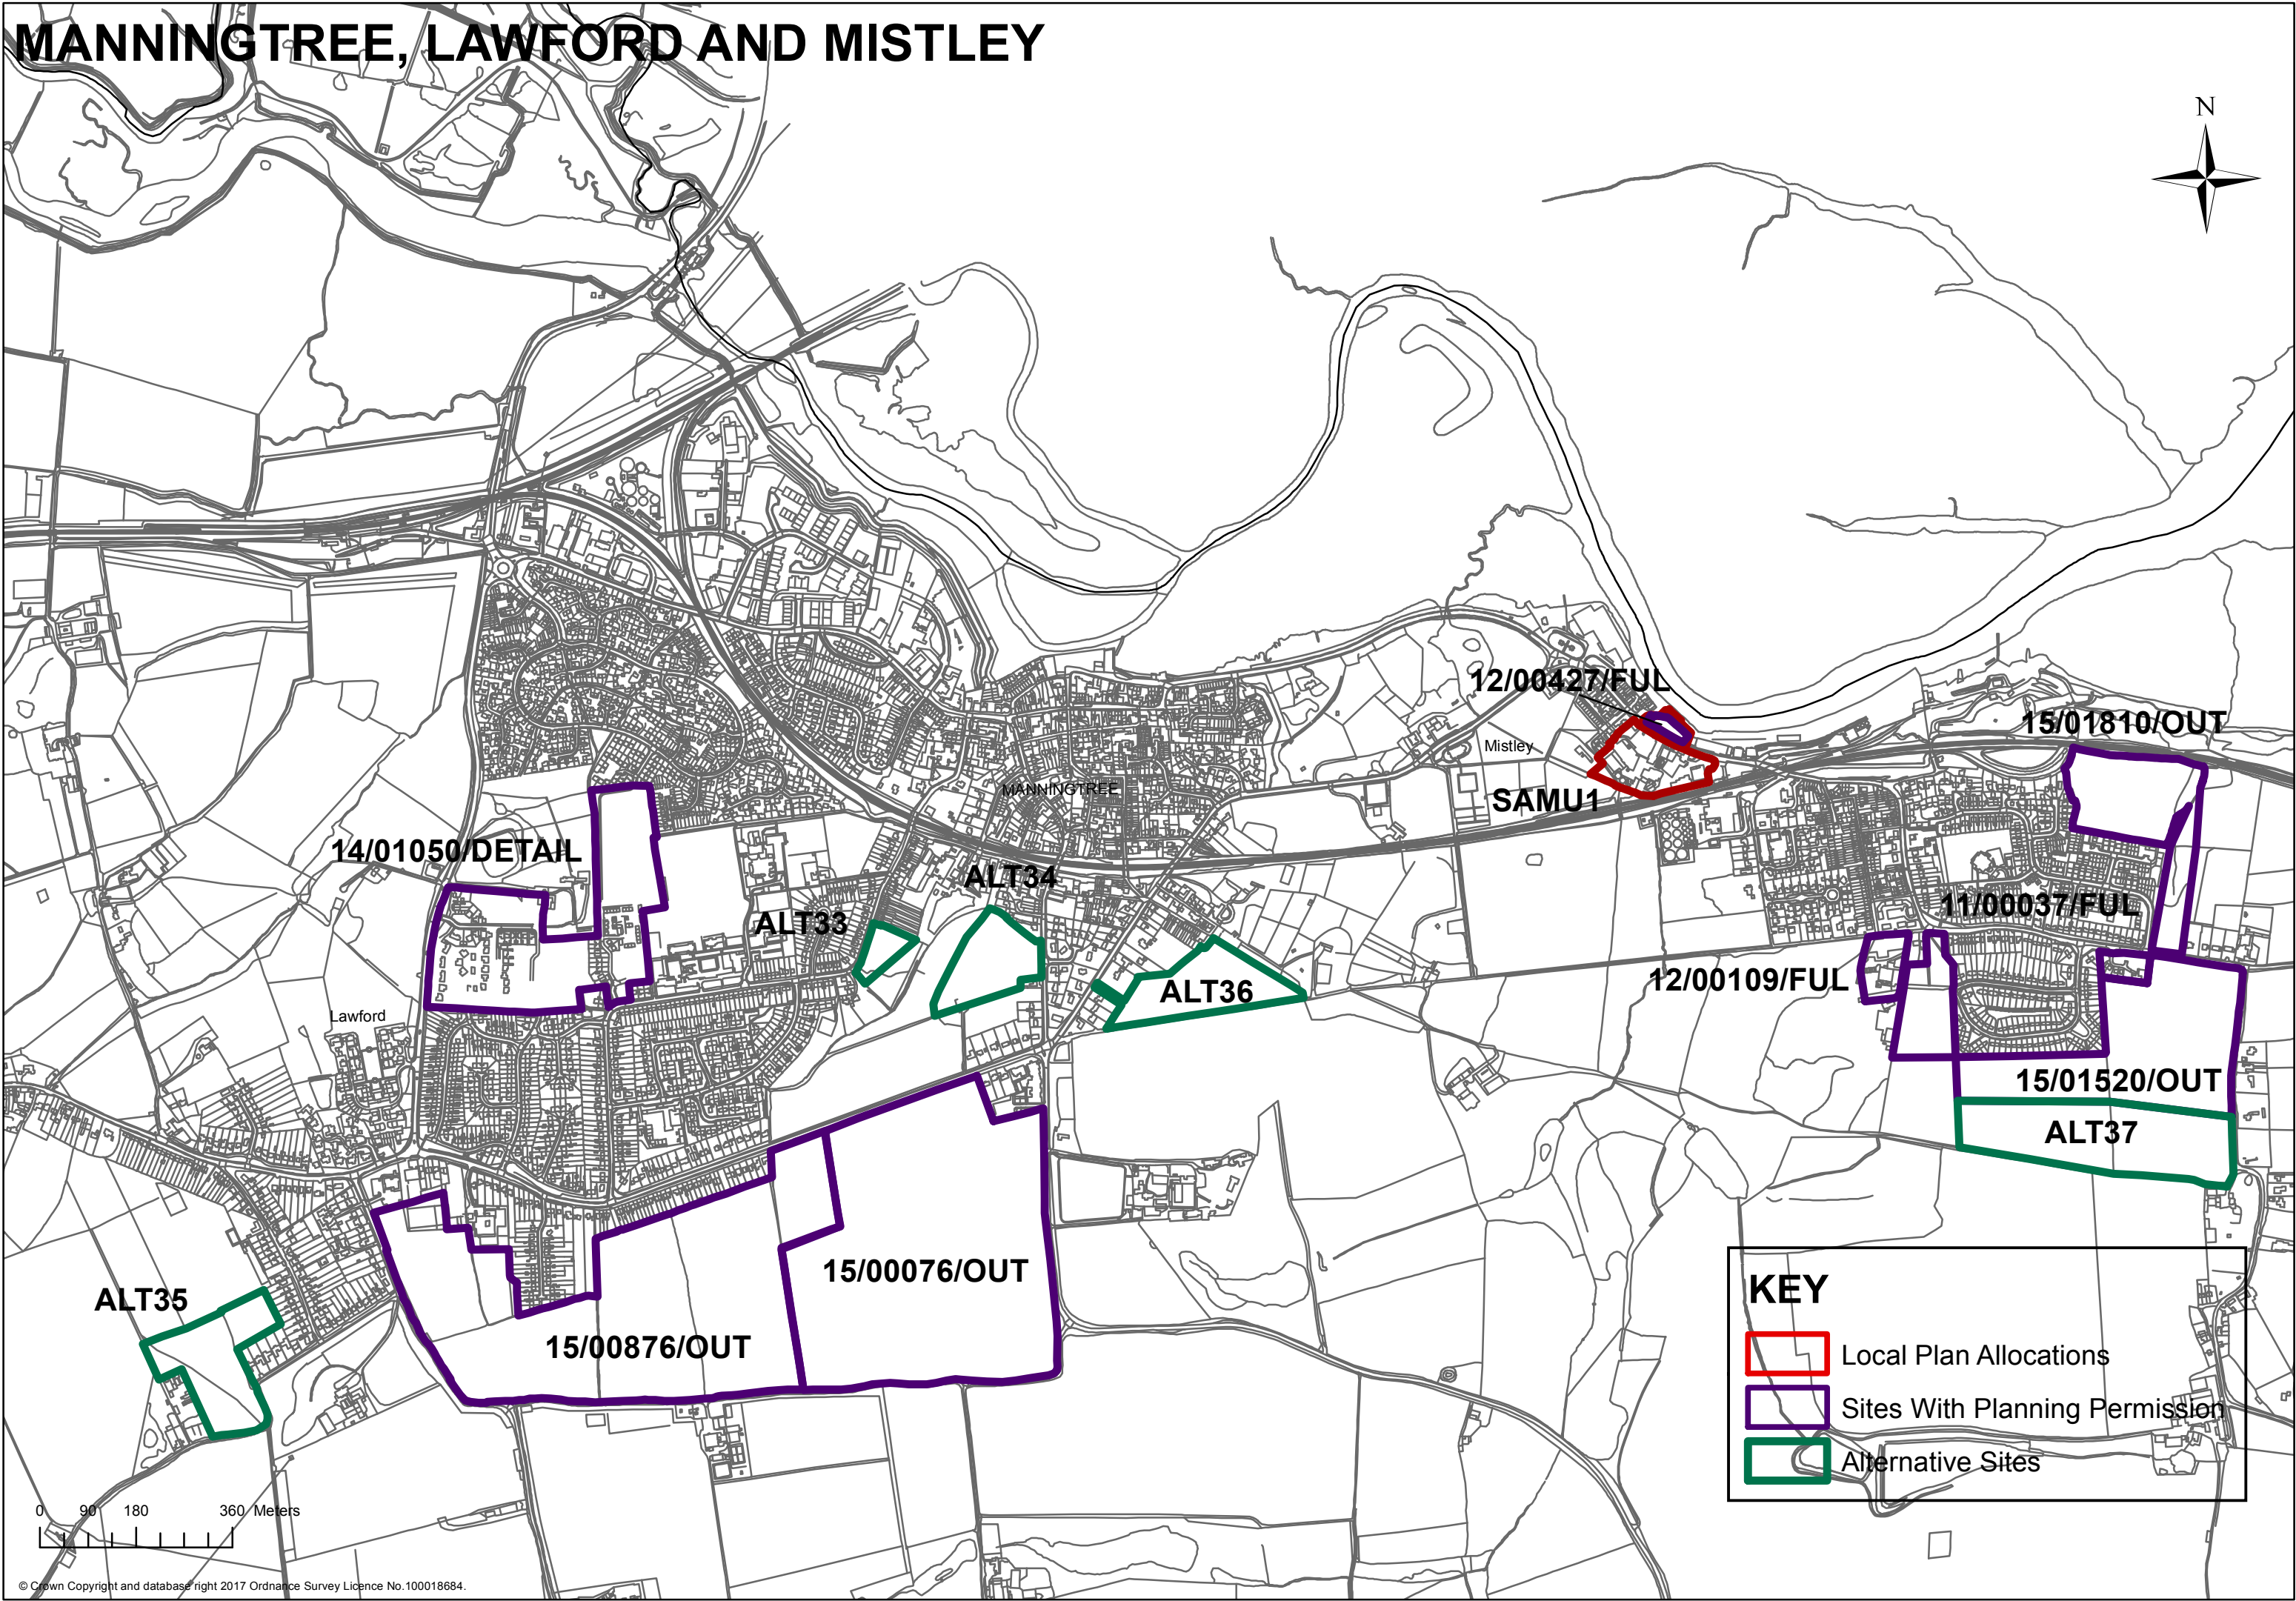 MANNINGTREE, LAWFORD AND MISTLEY
N
12/00427/FUL
15/01810/OUT
Mistley
MANNINGTREE
SAMU1
14/01050/DETAIL
ALT34
ALT33
11/00037/FUL
12/00109/FUL
ALT36
Lawford
15/01520/OUT
ALT37
15/00076/OUT
ALT35
15/00876/OUT
KEY
Local Plan Allocations
Sites With Planning Permission
Alternative Sites
0 90 180 360 Meters
© Crown Copyright and database right 2017 Ordnance Survey Licence No.100018684.